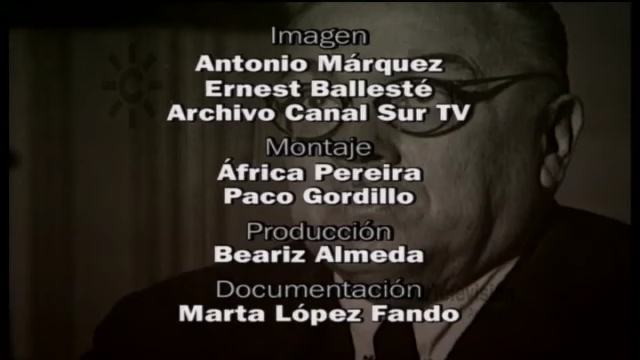 Imagen
Antonio Márquez
Ernest Ballesté
Archivo Canal Sur TV
Montaje
África Pereira
Paco Gordillo
Producción
Beariz Almeda
Documentación
Marta López Fando